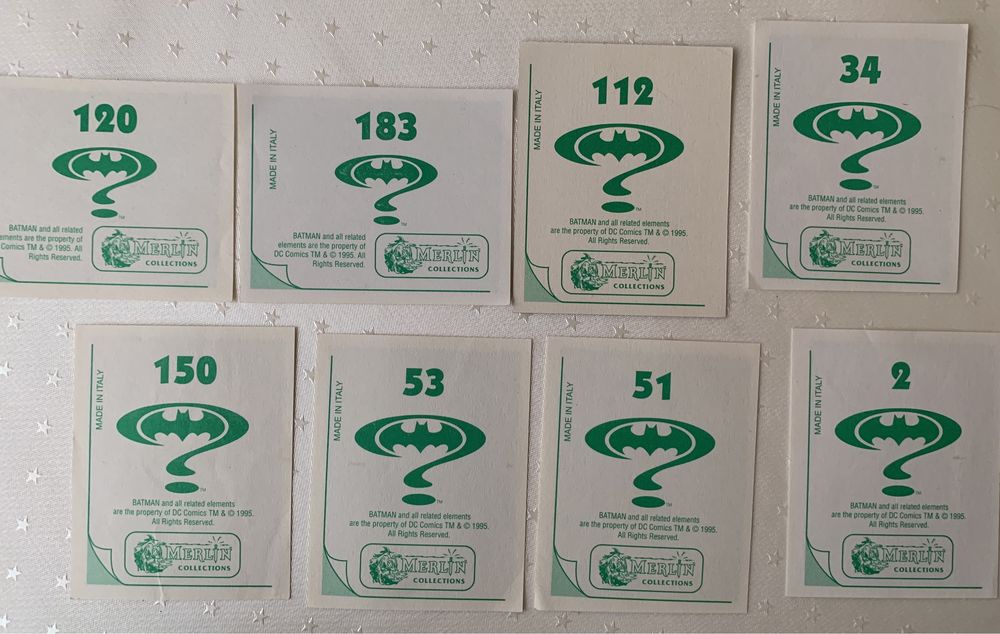 120
TM
BATMAN and all related
ements are the property of
Comics TM & © 1995. All
Rights Reserved.
MERLIN
COLLECTIONS
MADE IN ITALY
183
TM
BATMAN and all related
elements are the property of
DC Comics TM & © 1995. All
Rights Reserved.
MERLIN
COLLECTIONS
MADE IN ITALY
112
TM
BATMAN and all related elements
are the property of DC Comics TM & © 1995.
All Rights Reserved.
MERLIN
COLLECTIONS
MADE IN ITALY
34
TM
BATMAN and all related elements
are the property of DC Comics TM & © 1995.
All Rights Reserved.
MERLIN
COLLECTIONS
MADE IN ITALY
150
TM
BATMAN and all related elements
are the property of DC Comics TM & © 1995.
All Rights Reserved.
MERLIN
COLLECTIONS
MADE IN ITALY
53
TM
BATMAN and all related elements
are the property of DC Comics TM & © 1995.
All Rights Reserved.
MERLIN
COLLECTIONS
MADE IN ITALY
51
TM
BATMAN and all related elements
are the property of DC Comics TM & © 1995.
All Rights Reserved.
MERLIN
COLLECTIONS
MADE IN ITALY
2
TM
BATMAN and all related elements
are the property of DC Comics TM & © 1995.
All Rights Reserved.
MERLIN
COLLECTIONS